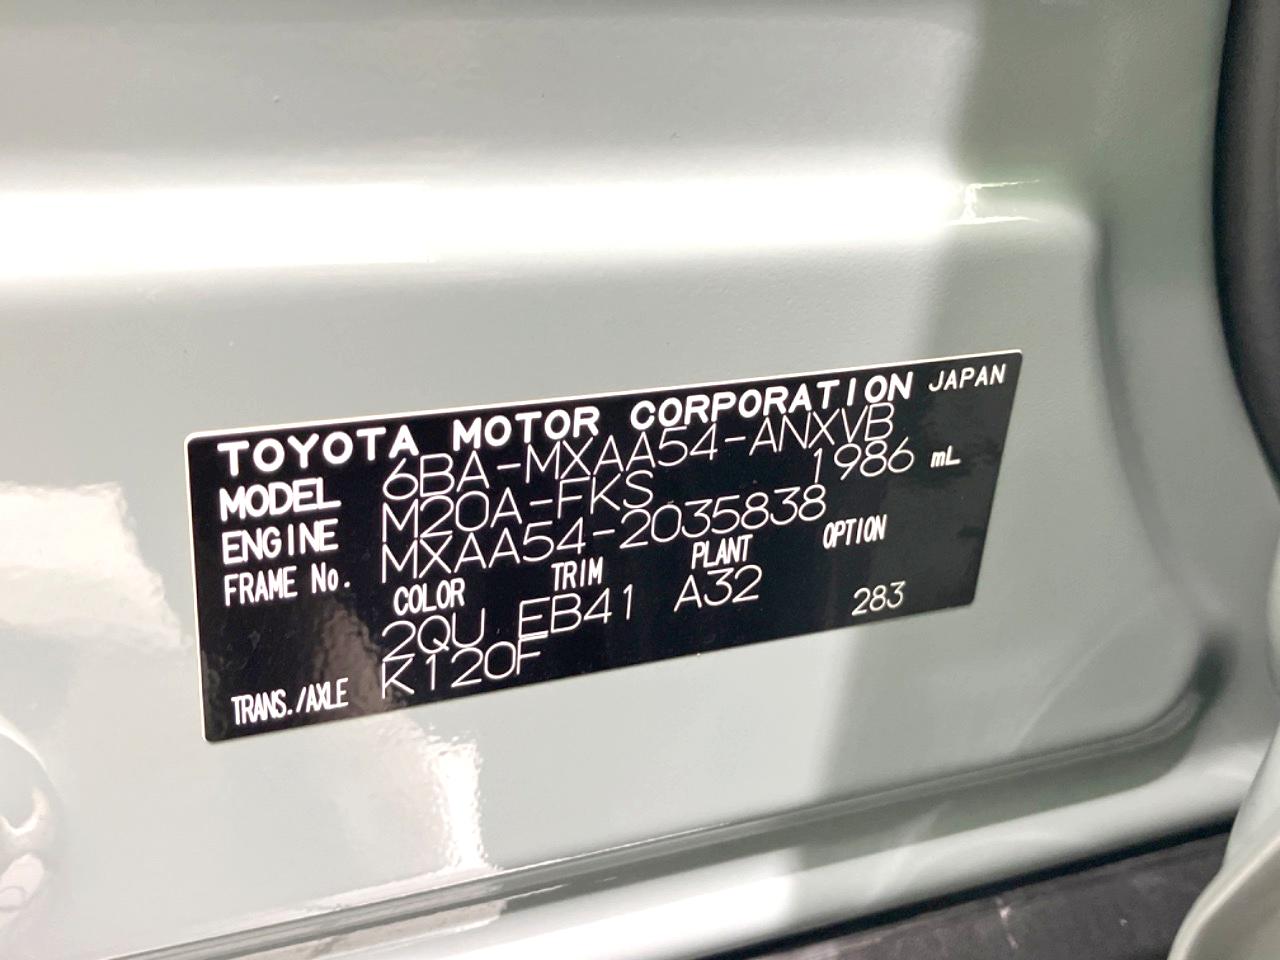 TOYOTA MOTOR CORPORATION JAPAN
MODEL 6BA-MXAA54-ANXVB
ENGINE M20A-FKS 1986 mL
FRAME No. MXAA54-2035838
COLOR TRIM PLANT OPTION
2QU EB41 A32 283
TRANS./AXLE K120F